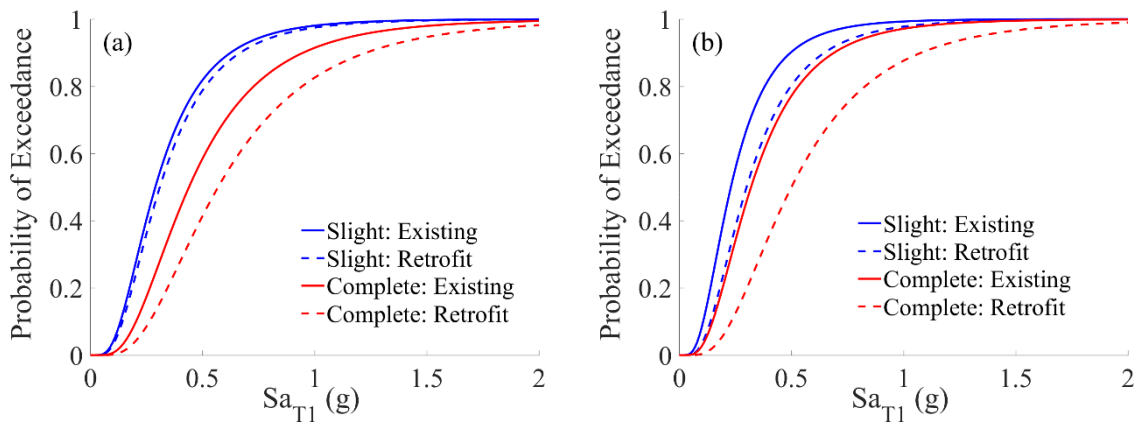 (a)
Probability of Exceedance
1
0.8
0.6
0.4
0.2
0
Slight: Existing
Slight: Retrofit
Complete: Existing
Complete: Retrofit
0 0.5 1 1.5 2
Sa_T1 (g)
(b)
Probability of Exceedance
1
0.8
0.6
0.4
0.2
0
Slight: Existing
Slight: Retrofit
Complete: Existing
Complete: Retrofit
0 0.5 1 1.5 2
Sa_T1 (g)